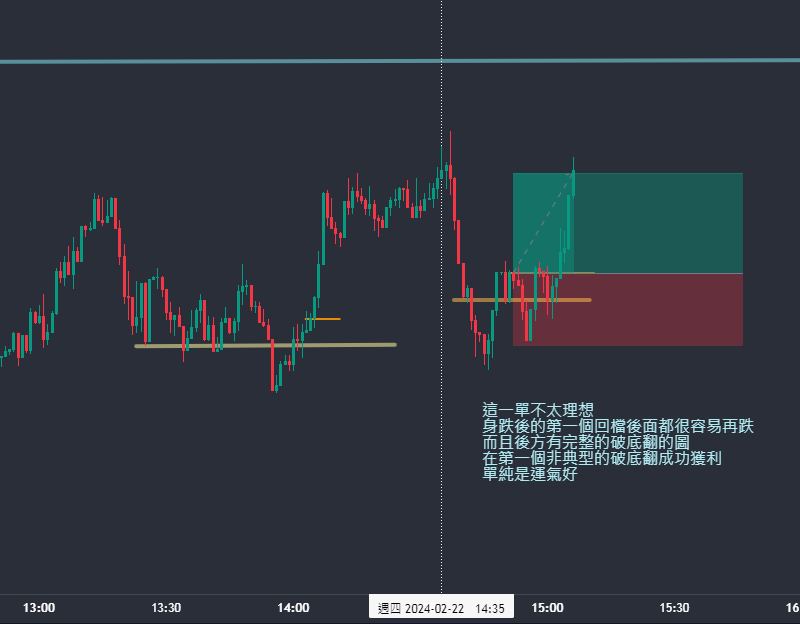 這一單不太理想
身跌後的第一個回檔後面都很容易再跌
而且後方有完整的破底翻的圖
在第一個非典型的破底翻成功獲利
單純是運氣好
13:00 13:30 14:00 週四 2024-02-22 14:35 15:00 15:30 16